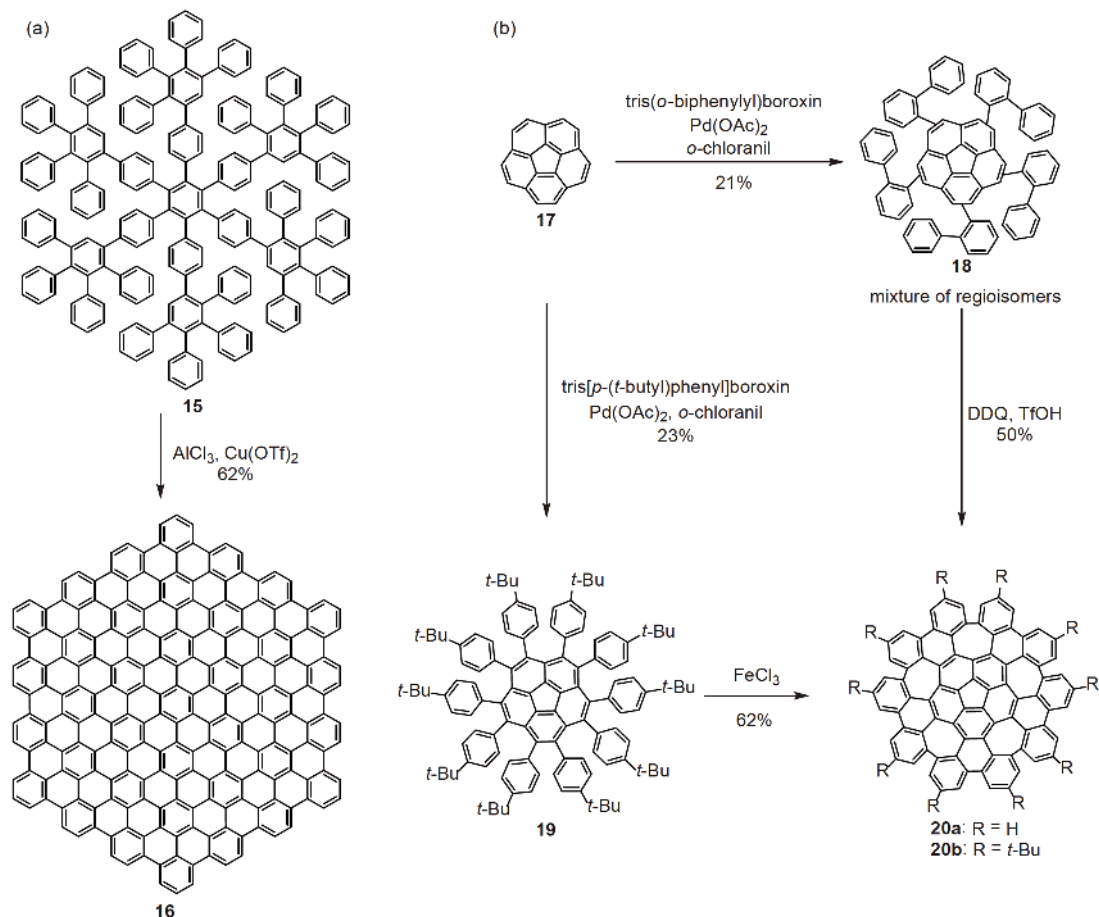 (a)
15
AlCl3, Cu(OTf)2
62%
16
(b)
17
tris(o-biphenylyl)boroxin
Pd(OAc)2
o-chloranil
21%
18
mixture of regioisomers
tris[p-(t-butyl)phenyl]boroxin
Pd(OAc)2, o-chloranil
23%
DDQ, TfOH
50%
t-Bu
t-Bu
t-Bu
t-Bu
t-Bu
t-Bu
t-Bu
t-Bu
t-Bu
t-Bu
19
FeCl3
62%
R
R
R
R
R
R
R
R
R
R
20a: R = H
20b: R = t-Bu